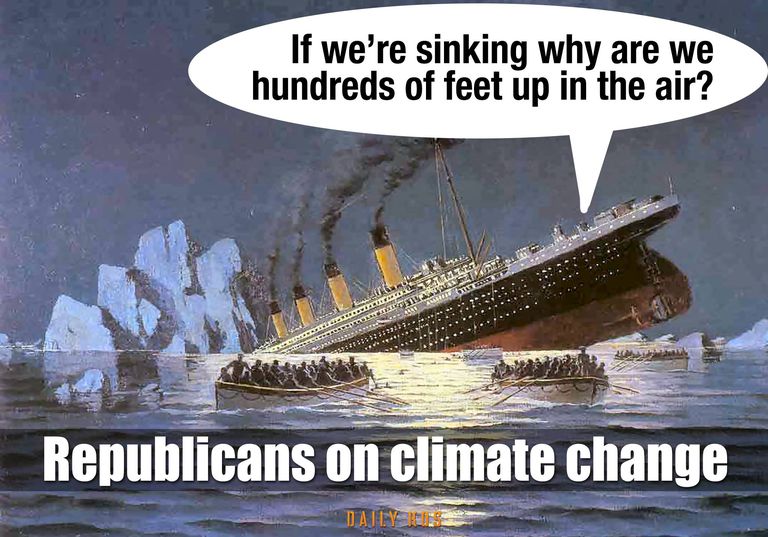 If we’re sinking why are we
hundreds of feet up in the air?
Republicans on climate change
DAILY KOS